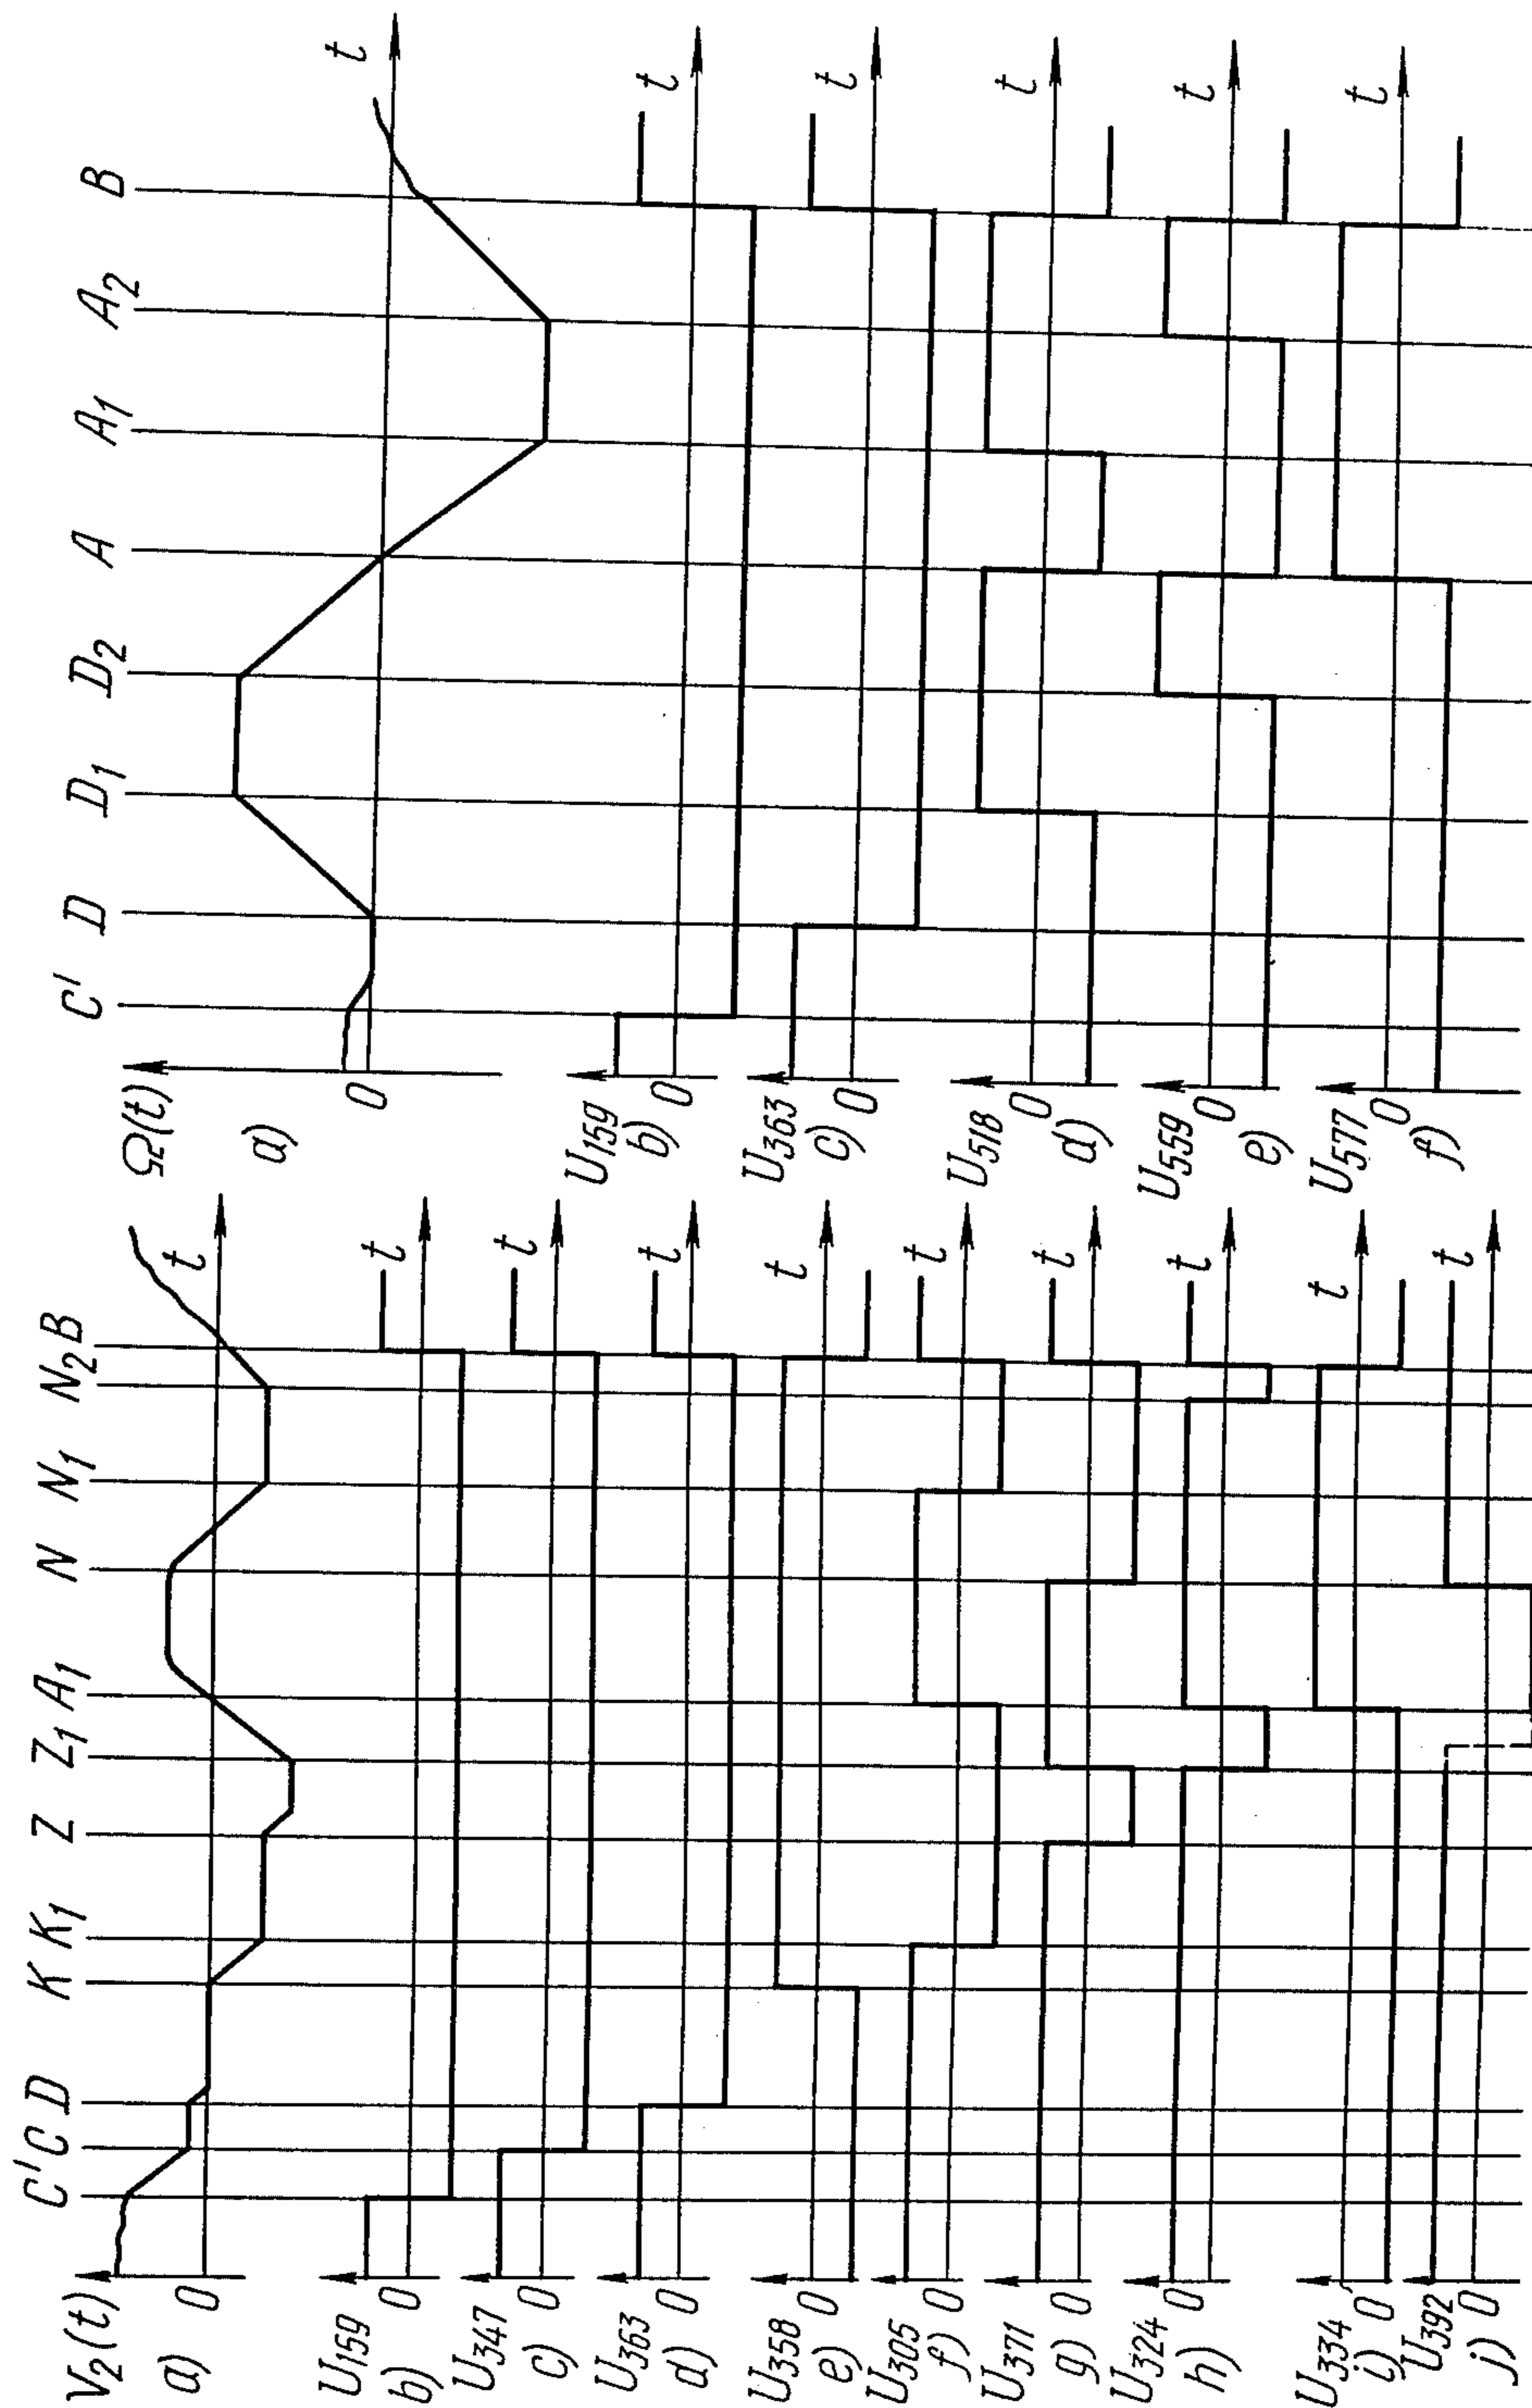 V2(t)
a)
0
C' C D K K1 Z Z1 A1 N N1 N2 B
t
U159
b)
0
t
U347
c)
0
t
U363
d)
0
t
U358
e)
0
t
U305
f)
0
t
U371
g)
0
t
U324
h)
0
t
U334
i)
0
t
U392
j)
0
t
Ω(t)
a)
0
C' D D1 D2 A A1 A2 B
t
U159
b)
0
t
U363
c)
0
t
U518
d)
0
t
U559
e)
0
t
U577
f)
0
t